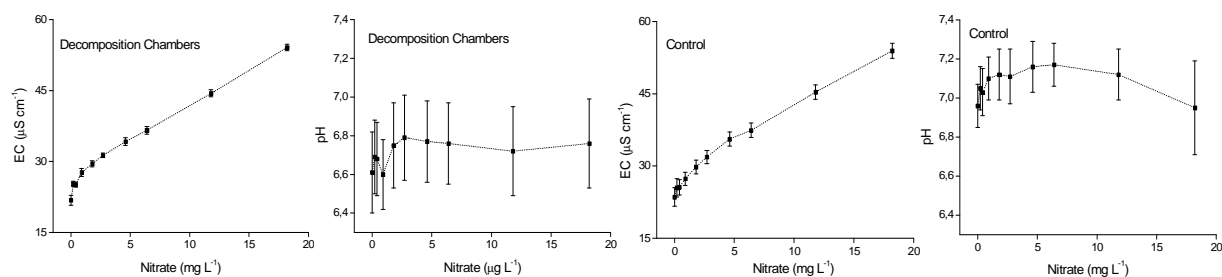 60
45
30
15
EC (μS cm⁻¹)
Decomposition Chambers
0 5 10 15 20
Nitrate (mg L⁻¹)
7,4
7,2
7,0
6,8
6,6
6,4
pH
Decomposition Chambers
0 5 10 15 20
Nitrate (μg L⁻¹)
60
45
30
15
EC (μS cm⁻¹)
Control
0 5 10 15 20
Nitrate (mg L⁻¹)
7,4
7,2
7,0
6,8
6,6
6,4
pH
Control
0 5 10 15 20
Nitrate (mg L⁻¹)